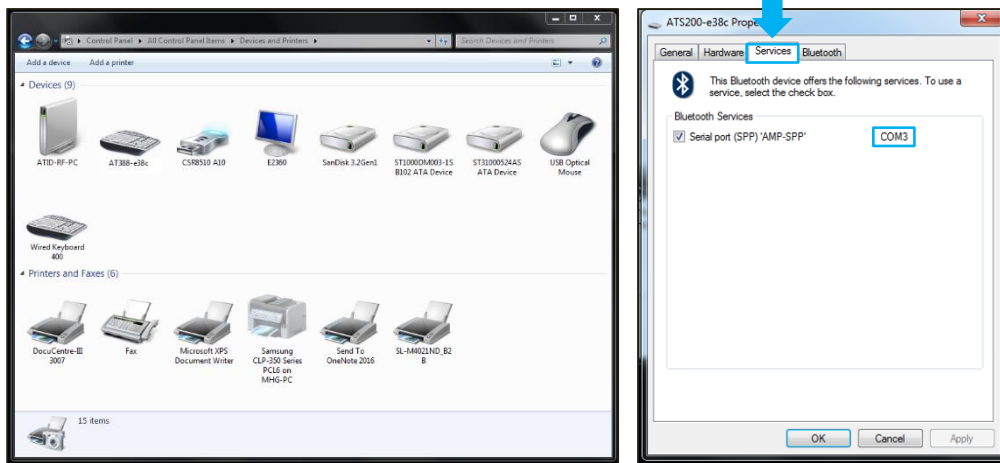 Control Panel ▸ All Control Panel Items ▸ Devices and Printers ▸
Search Devices and Printers
Add a device Add a printer
Devices (9)
ATID-RF-PC
AT388-e38c
CSR8510 A10
E2360
SanDisk 3.2Gen1
ST1000DM003-1S
B102 ATA Device
ST31000524AS
ATA Device
USB Optical
Mouse
Wired Keyboard
400
Printers and Faxes (6)
DocuCentre-III
3007
Fax
Microsoft XPS
Document Writer
Samsung
CLP-350 Series
PCL6 on
MHG-PC
Send To
OneNote 2016
SL-M4021ND_B2
B
15 items
ATS200-e38c Prope
General Hardware Services Bluetooth
This Bluetooth device offers the following services. To use a
service, select the check box.
Bluetooth Services
Serial port (SPP) 'AMP-SPP' COM3
OK Cancel Apply